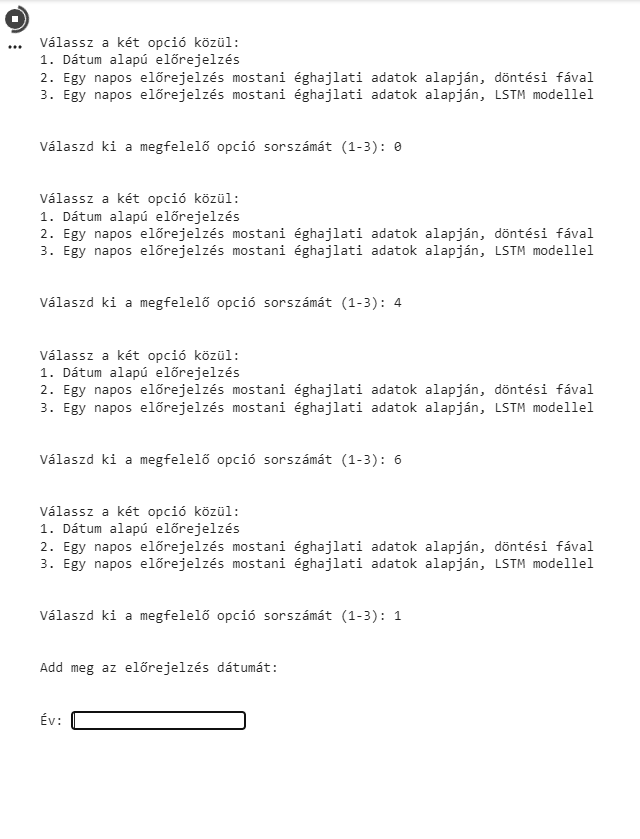 Válassz a két opció közül:
1. Dátum alapú előrejelzés
2. Egy napos előrejelzés mostani éghajlati adatok alapján, döntési fával
3. Egy napos előrejelzés mostani éghajlati adatok alapján, LSTM modellel
Válaszd ki a megfelelő opció sorszámát (1-3): 0
Válassz a két opció közül:
1. Dátum alapú előrejelzés
2. Egy napos előrejelzés mostani éghajlati adatok alapján, döntési fával
3. Egy napos előrejelzés mostani éghajlati adatok alapján, LSTM modellel
Válaszd ki a megfelelő opció sorszámát (1-3): 4
Válassz a két opció közül:
1. Dátum alapú előrejelzés
2. Egy napos előrejelzés mostani éghajlati adatok alapján, döntési fával
3. Egy napos előrejelzés mostani éghajlati adatok alapján, LSTM modellel
Válaszd ki a megfelelő opció sorszámát (1-3): 6
Válassz a két opció közül:
1. Dátum alapú előrejelzés
2. Egy napos előrejelzés mostani éghajlati adatok alapján, döntési fával
3. Egy napos előrejelzés mostani éghajlati adatok alapján, LSTM modellel
Válaszd ki a megfelelő opció sorszámát (1-3): 1
Add meg az előrejelzés dátumát:
Év: